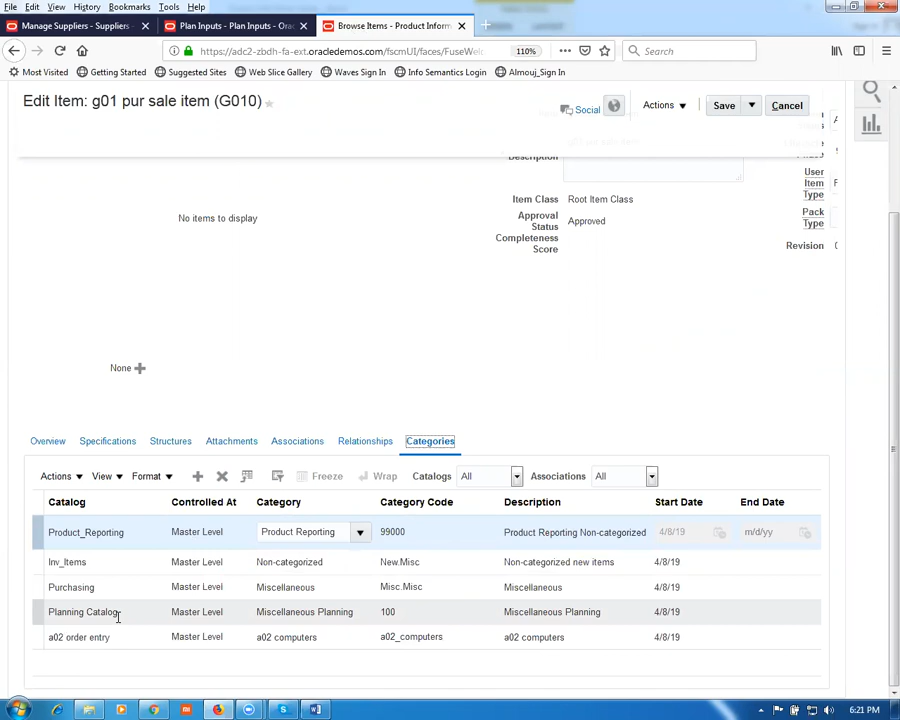 File Edit View History Bookmarks Tools Help
Manage Suppliers - Suppliers - Plan Inputs - Plan Inputs - Ora Browse Items - Product Inform
https://adc2-zbdh-fa-ext.oracledemos.com/fscmUI/faces/FuseWel 110% Search
Most Visited Getting Started Suggested Sites Web Slice Gallery Waves Sign In Info Semantics Login Almouj_Sign In
Edit Item: g01 pur sale item (G010) Social Actions Save Cancel
Description
User Item Type
No items to display
Item Class Root Item Class
Approval Status Approved
Completeness Score
Pack Type
Revision
None
Overview Specifications Structures Attachments Associations Relationships Categories
Actions View Format Freeze Wrap Catalogs All Associations All
Catalog Controlled At Category Category Code Description Start Date End Date
Product_Reporting Master Level Product Reporting 99000 Product Reporting Non-categorized 4/8/19 m/d/yy
Inv_Items Master Level Non-categorized New.Misc Non-categorized new items 4/8/19
Purchasing Master Level Miscellaneous Misc.Misc Miscellaneous 4/8/19
Planning Catalog Master Level Miscellaneous Planning 100 Miscellaneous Planning 4/8/19
a02 order entry Master Level a02 computers a02_computers a02 computers 4/8/19
6:21 PM